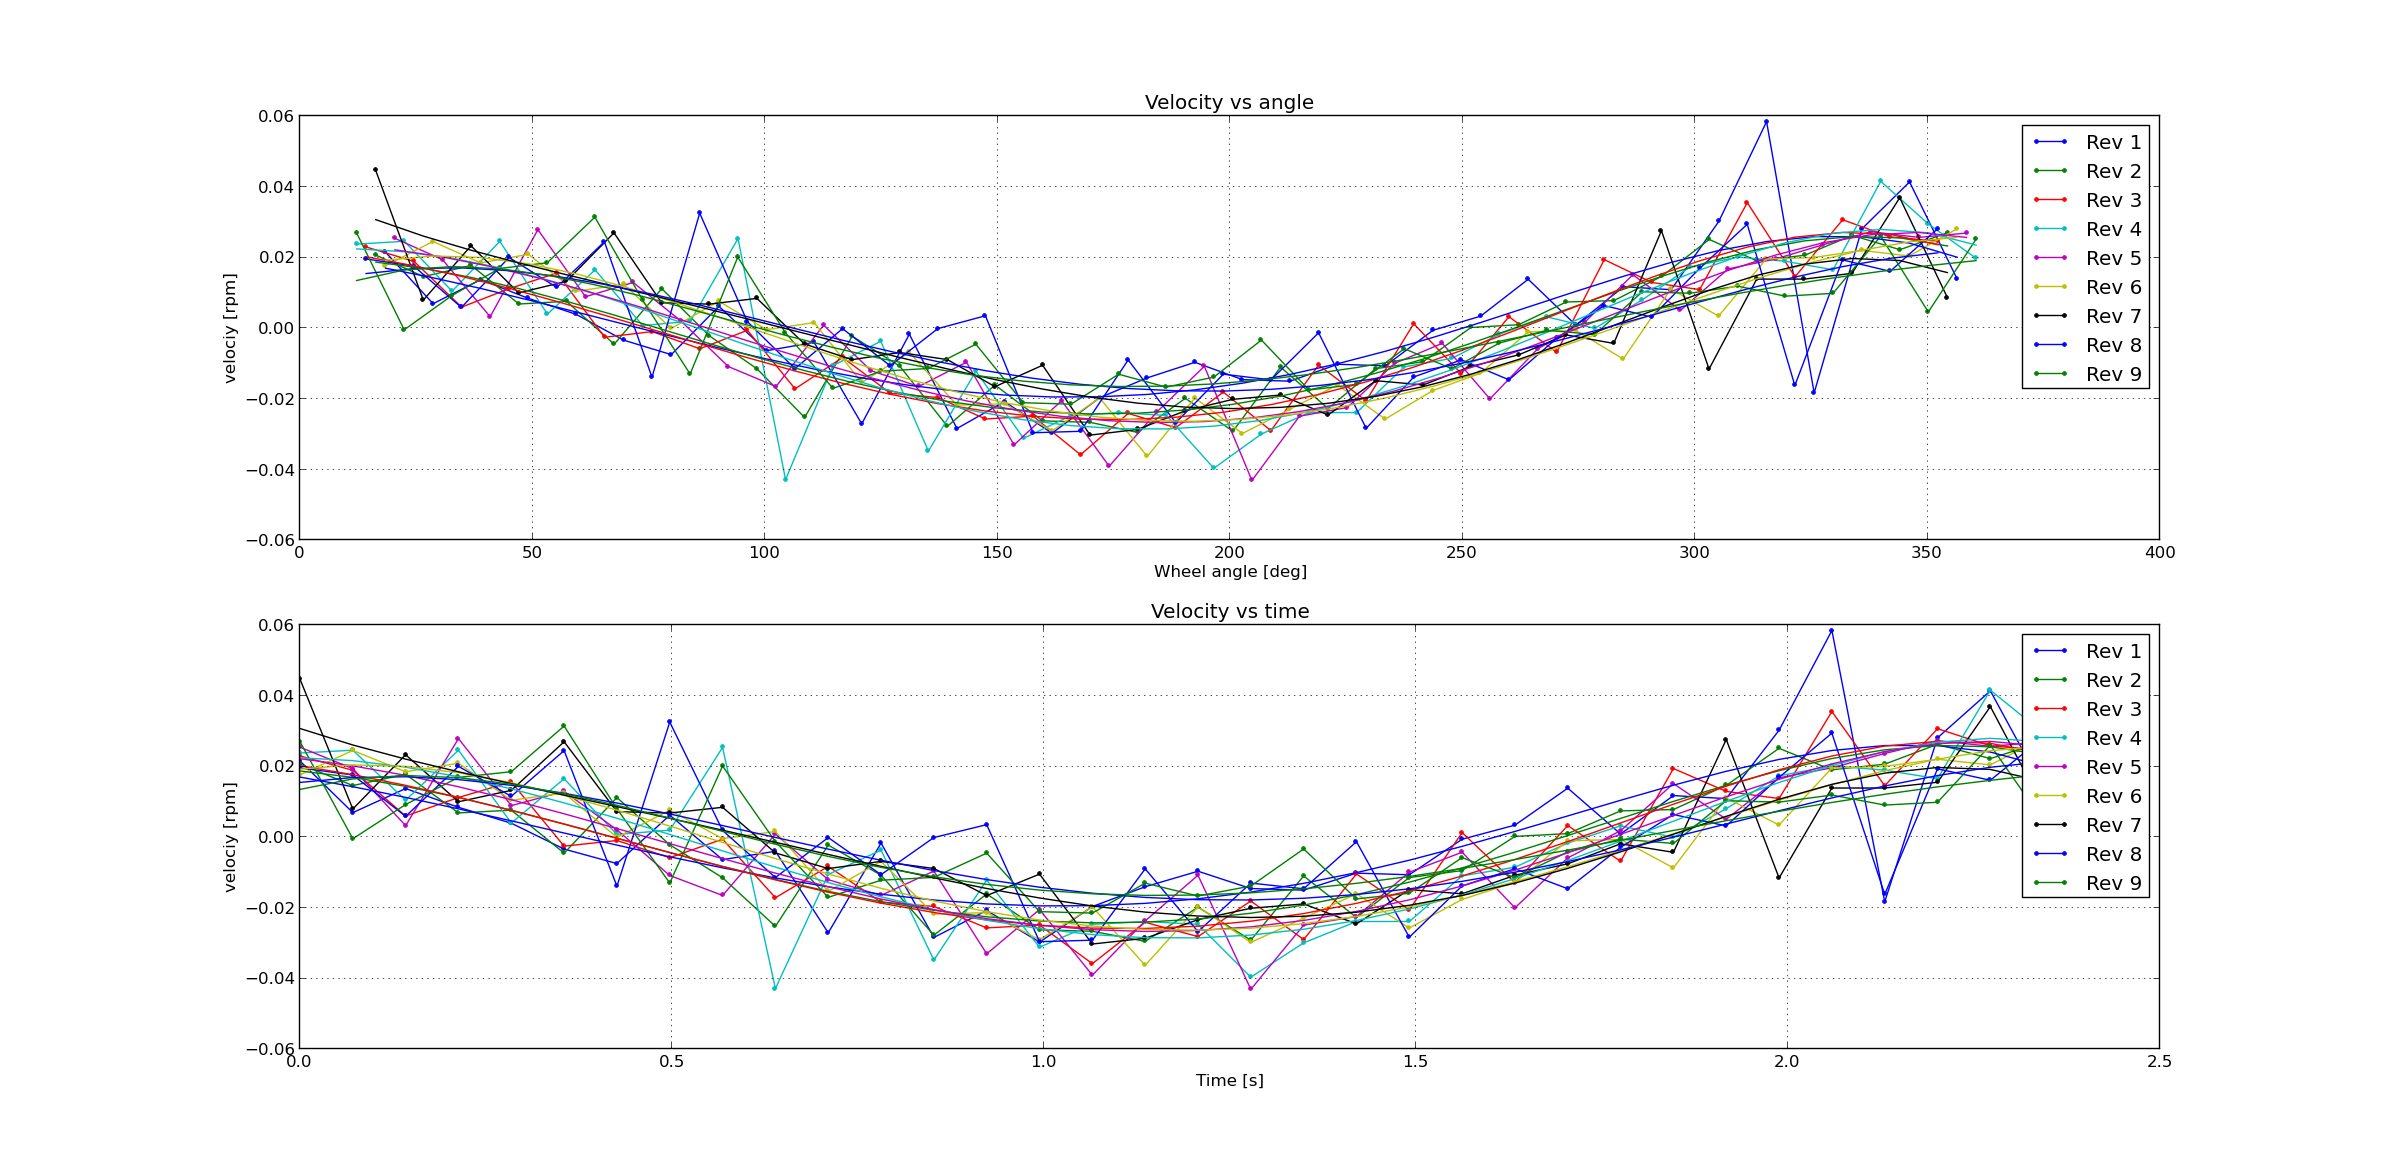 Velocity vs angle
0.06
0.04
0.02
0.00
−0.02
−0.04
−0.06
velociy [rpm]
0 50 100 150 200 250 300 350 400
Wheel angle [deg]
Rev 1
Rev 2
Rev 3
Rev 4
Rev 5
Rev 6
Rev 7
Rev 8
Rev 9
Velocity vs time
0.06
0.04
0.02
0.00
−0.02
−0.04
−0.06
velociy [rpm]
0.0 0.5 1.0 1.5 2.0 2.5
Time [s]
Rev 1
Rev 2
Rev 3
Rev 4
Rev 5
Rev 6
Rev 7
Rev 8
Rev 9